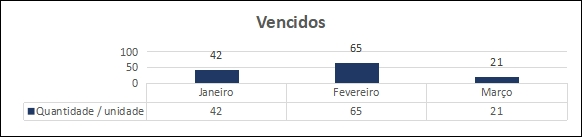 Vencidos
100
50
0
42
65
21
Janeiro Fevereiro Março
Quantidade / unidade 42 65 21